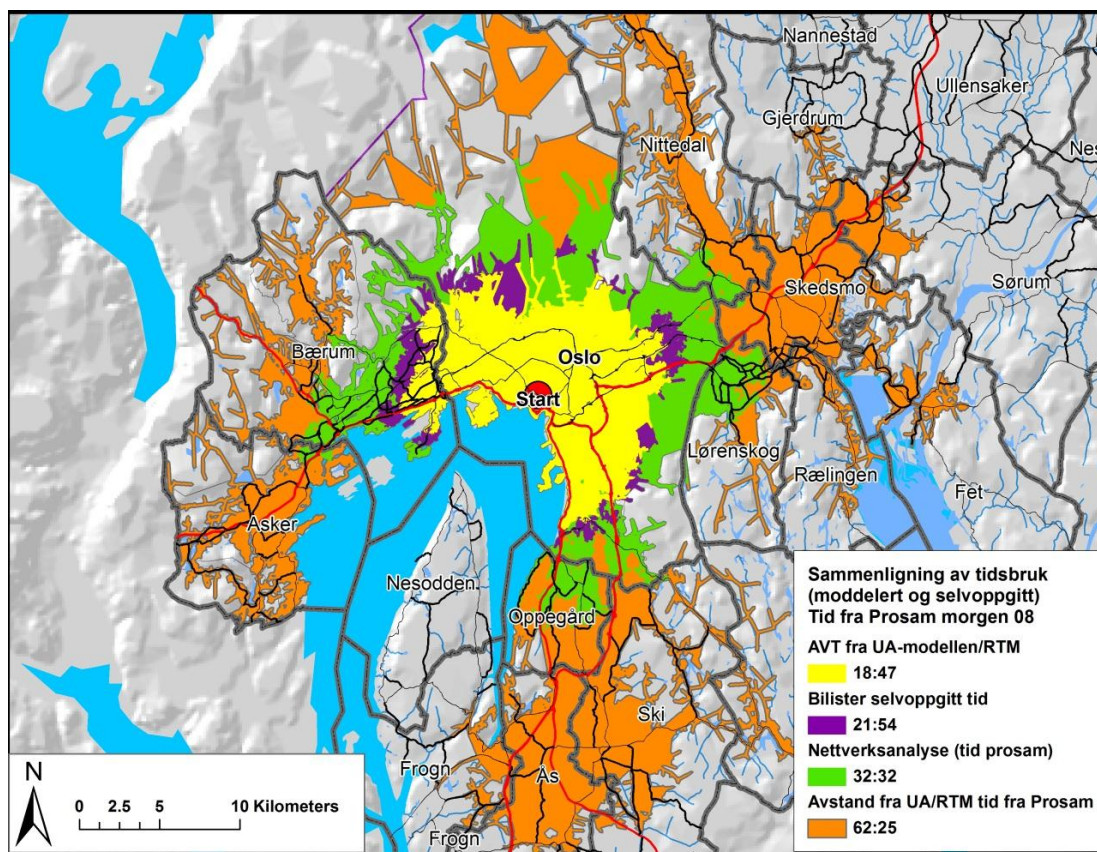 Nannestad
Ullensaker
Gjerdrum
Nittedal
Nes
Sørum
Skedsmo
Bærum
Oslo
Start
Lørenskog
Rælingen
Fet
Asker
Nesodden
Oppegård
Ski
Ås
Frogn
Frogn
N
0 2.5 5 10 Kilometers
Sammenligning av tidsbruk
(moddelert og selvoppgitt)
Tid fra Prosam morgen 08
AVT fra UA-modellen/RTM
18:47
Bilister selvoppgitt tid
21:54
Nettverksanalyse (tid prosam)
32:32
Avstand fra UA/RTM tid fra Prosam
62:25